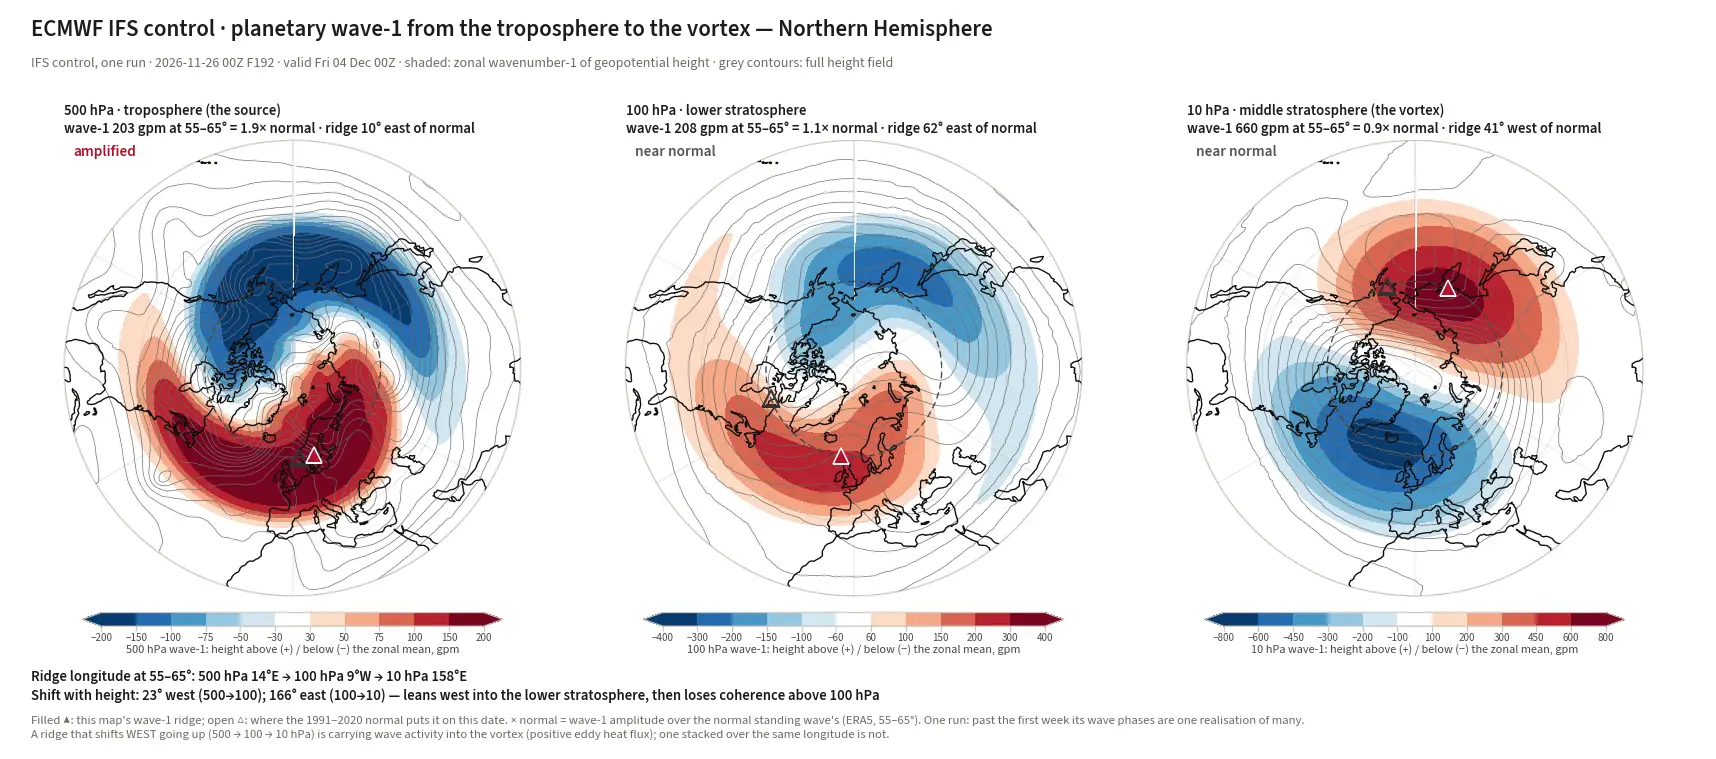 ECMWF IFS control · planetary wave-1 from the troposphere to the vortex — Northern Hemisphere
IFS control, one run · 2026-11-26 00Z F192 · valid Fri 04 Dec 00Z · shaded: zonal wavenumber-1 of geopotential height · grey contours: full height field
500 hPa · troposphere (the source)
wave-1 203 gpm at 55–65° = 1.9× normal · ridge 10° east of normal
amplified
100 hPa · lower stratosphere
wave-1 208 gpm at 55–65° = 1.1× normal · ridge 62° east of normal
near normal
10 hPa · middle stratosphere (the vortex)
wave-1 660 gpm at 55–65° = 0.9× normal · ridge 41° west of normal
near normal
−200 −150 −100 −75 −50 −30 30 50 75 100 150 200
500 hPa wave-1: height above (+) / below (−) the zonal mean, gpm
−400 −300 −200 −150 −100 −60 60 100 150 200 300 400
100 hPa wave-1: height above (+) / below (−) the zonal mean, gpm
−800 −600 −450 −300 −200 −100 100 200 300 450 600 800
10 hPa wave-1: height above (+) / below (−) the zonal mean, gpm
Ridge longitude at 55–65°: 500 hPa 14°E → 100 hPa 9°W → 10 hPa 158°E
Shift with height: 23° west (500→100); 166° east (100→10) — leans west into the lower stratosphere, then loses coherence above 100 hPa
Filled ▲: this map's wave-1 ridge; open △: where the 1991–2020 normal puts it on this date. × normal = wave-1 amplitude over the normal standing wave's (ERA5, 55–65°). One run: past the first week its wave phases are one realisation of many.
A ridge that shifts WEST going up (500 → 100 → 10 hPa) is carrying wave activity into the vortex (positive eddy heat flux); one stacked over the same longitude is not.